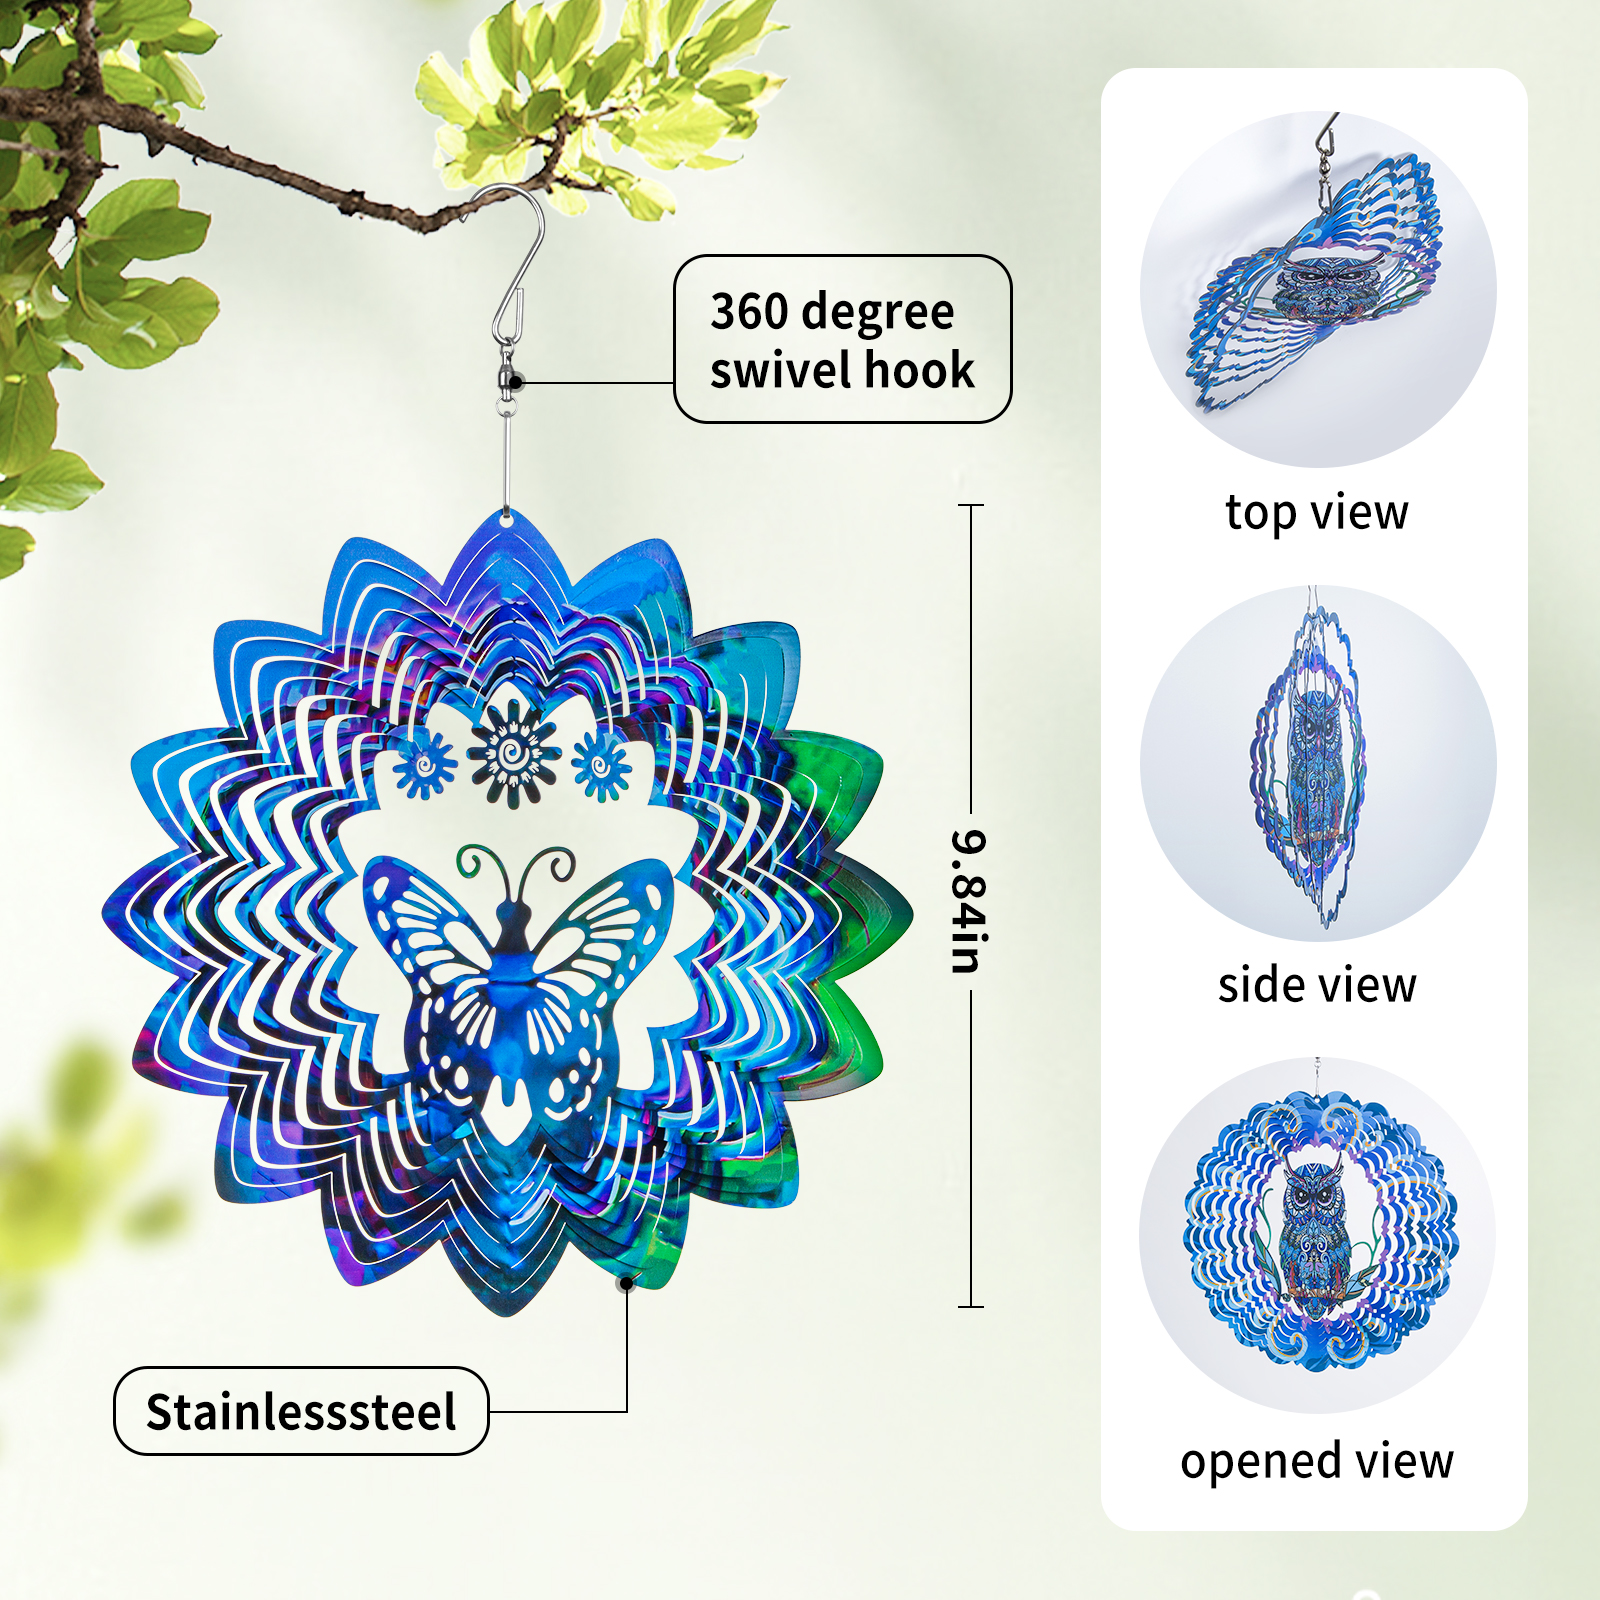 360 degree
swivel hook
9.84in
Stainlesssteel
top view
side view
opened view